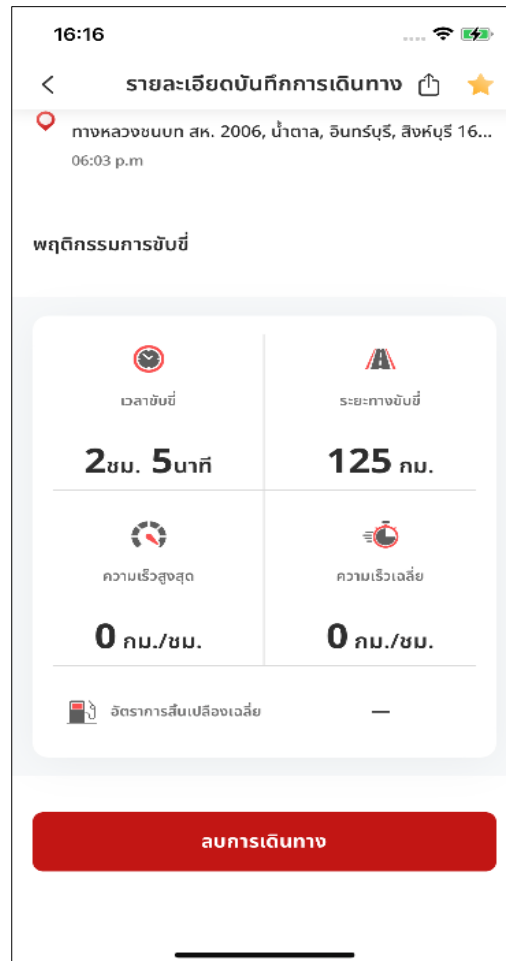 16:16
รายละเอียดบันทึกการเดินทาง
ทางหลวงชนบท สห. 2006, น้ำตาล, อินทร์บุรี, สิงห์บุรี 16...
06:03 p.m
พฤติกรรมการขับขี่
เวลาขับขี่
ระยะทางขับขี่
2ชม. 5นาที
125 กม.
ความเร็วสูงสุด
ความเร็วเฉลี่ย
0 กม./ชม.
0 กม./ชม.
อัตราการสิ้นเปลืองเฉลี่ย
—
ลบการเดินทาง